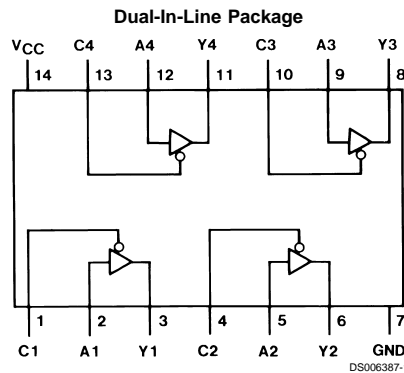 Dual-In-Line Package
VCC C4 A4 Y4 C3 A3 Y3
14 13 12 11 10 9 8
1 2 3 4 5 6 7
C1 A1 Y1 C2 A2 Y2 GND
DS006387-